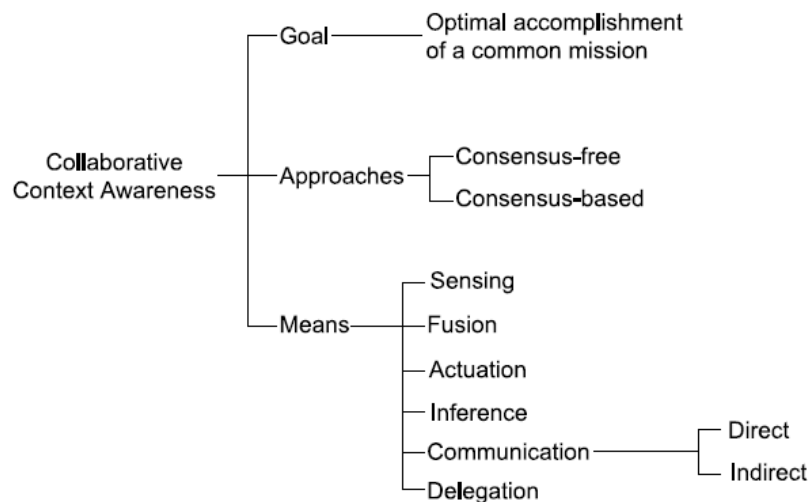 Goal
Optimal accomplishment
of a common mission
Collaborative
Context Awareness
Approaches
Consensus-free
Consensus-based
Means
Sensing
Fusion
Actuation
Inference
Communication
Direct
Indirect
Delegation